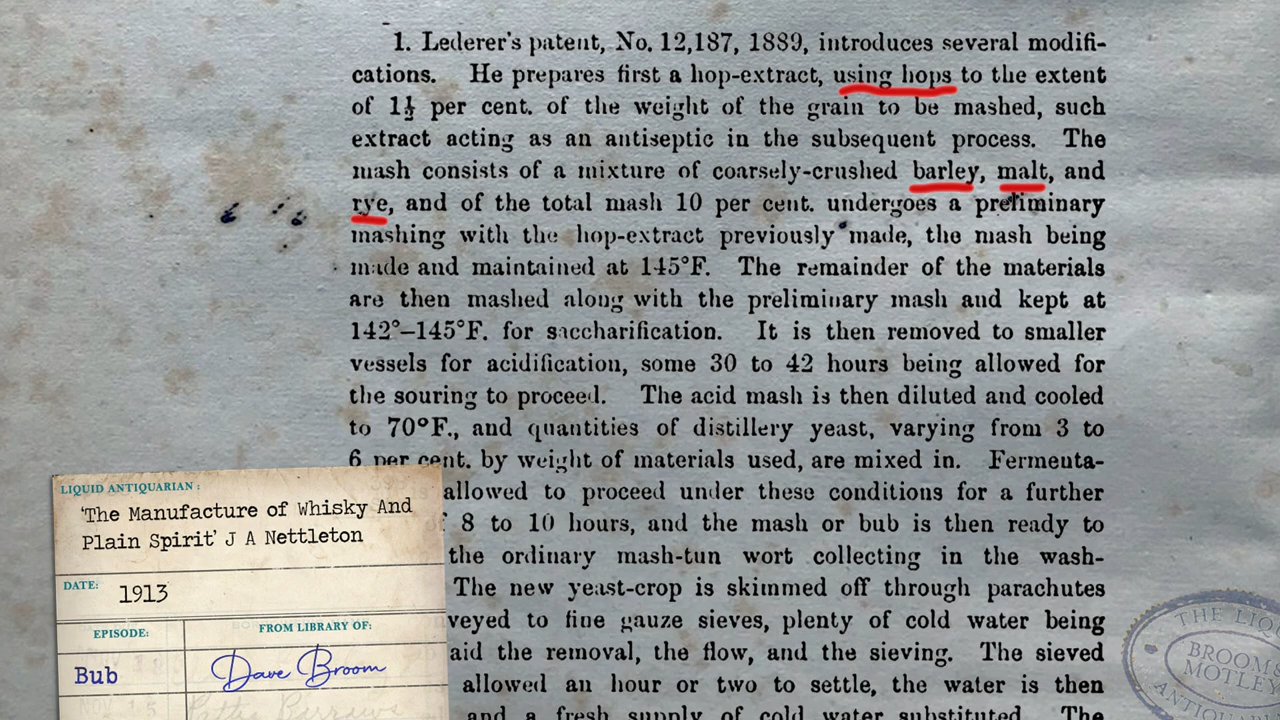 1. Lederer's patent, No. 12,187, 1889, introduces several modifi-
cations. He prepares first a hop-extract, using hops to the extent
of 1½ per cent. of the weight of the grain to be mashed, such
extract acting as an antiseptic in the subsequent process. The
mash consists of a mixture of coarsely-crushed barley, malt, and
rye, and of the total mash 10 per cent. undergoes a preliminary
mashing with the hop-extract previously made, the mash being
made and maintained at 145°F. The remainder of the materials
are then mashed along with the preliminary mash and kept at
142°–145°F. for saccharification. It is then removed to smaller
vessels for acidification, some 30 to 42 hours being allowed for
the souring to proceed. The acid mash is then diluted and cooled
to 70°F., and quantities of distillery yeast, varying from 3 to
6 per cent. by weight of materials used, are mixed in. Fermenta-
allowed to proceed under these conditions for a further
8 to 10 hours, and the mash or bub is then ready to
the ordinary mash-tun wort collecting in the wash-
The new yeast-crop is skimmed off through parachutes
veyed to fine gauze sieves, plenty of cold water being
aid the removal, the flow, and the sieving. The sieved
allowed an hour or two to settle, the water is then
and a fresh supply of cold water substituted. The
LIQUID ANTIQUARIAN :
'The Manufacture of Whisky And
Plain Spirit' J A Nettleton
DATE: 1913
EPISODE: FROM LIBRARY OF:
Bub Dave Broom
NOV 15
THE LIQ
BROOM
MOTLEY